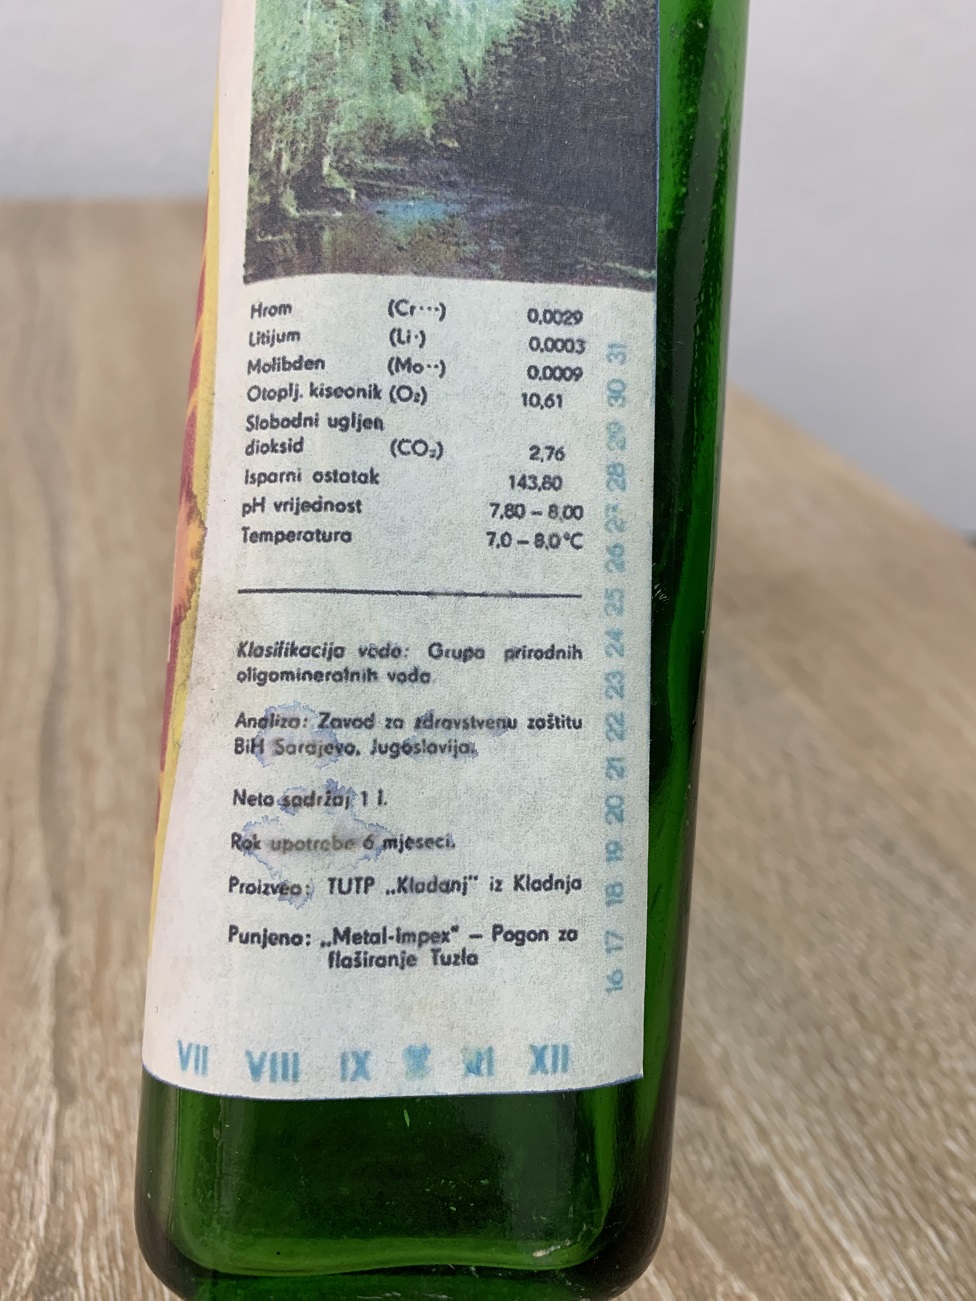 Hrom (Cr···) 0,0029
Litijum (Li·) 0,0003
Molibden (Mo··) 0,0009
Otoplj. kiseonik (O₂) 10,61
Slobodni ugljen
dioksid (CO₂) 2,76
Isparni ostatak 143,80
pH vrijednost 7,80 – 8,00
Temperatura 7,0 – 8,0°C
Klasifikacija voda: Grupa prirodnih
oligomineralnih voda.
Analiza: Zavod za zdravstvenu zaštitu
BiH Sarajevo, Jugoslavija.
Neto sadržaj 1 l.
Rok upotrebe 6 mjeseci.
Proizveo: TUTP „Kladanj" iz Kladnja
Punjeno: „Metal-Impex" – Pogon za
flaširanje Tuzla
VII VIII IX X XI XII
16 17 18 19 20 21 22 23 24 25 26 27 28 29 30 31